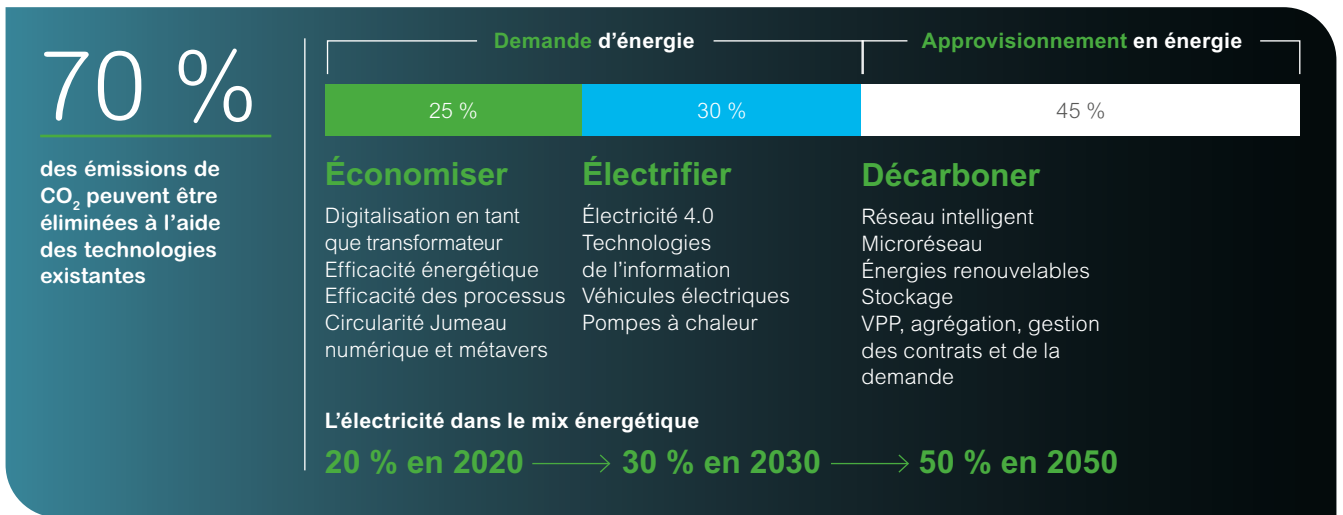 70 %
des émissions de
CO₂ peuvent être
éliminées à l’aide
des technologies
existantes
Demande d’énergie
Approvisionnement en énergie
25 %
30 %
45 %
Économiser
Digitalisation en tant
que transformateur
Efficacité énergétique
Efficacité des processus
Circularité Jumeau
numérique et métavers
Électrifier
Électricité 4.0
Technologies
de l’information
Véhicules électriques
Pompes à chaleur
Décarboner
Réseau intelligent
Microréseau
Énergies renouvelables
Stockage
VPP, agrégation, gestion
des contrats et de la
demande
L’électricité dans le mix énergétique
20 % en 2020 → 30 % en 2030 → 50 % en 2050